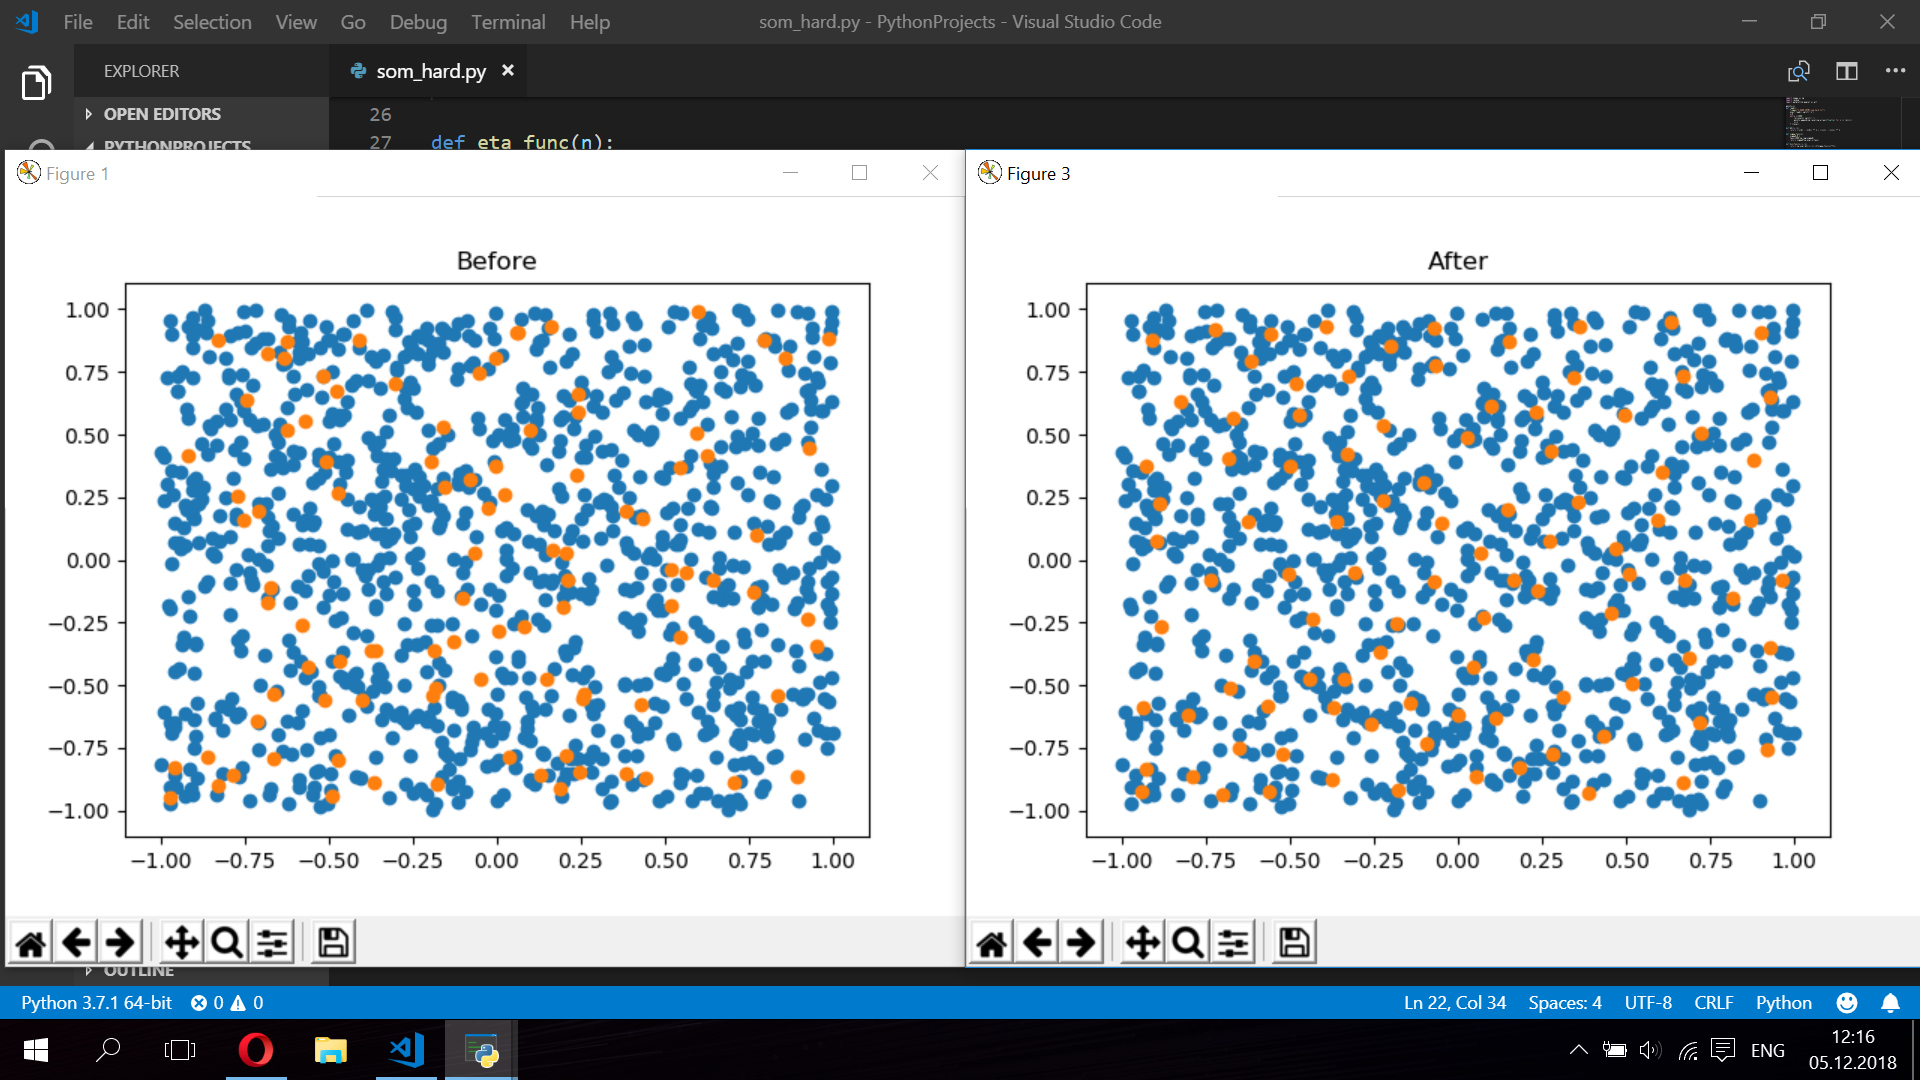 File Edit Selection View Go Debug Terminal Help som_hard.py - PythonProjects - Visual Studio Code
EXPLORER
som_hard.py
OPEN EDITORS
26
PYTHONPROJECTS
27 def eta_func(n):
Figure 1
Before
1.00
0.75
0.50
0.25
0.00
−0.25
−0.50
−0.75
−1.00
−1.00 −0.75 −0.50 −0.25 0.00 0.25 0.50 0.75 1.00
Figure 3
After
1.00
0.75
0.50
0.25
0.00
−0.25
−0.50
−0.75
−1.00
−1.00 −0.75 −0.50 −0.25 0.00 0.25 0.50 0.75 1.00
OUTLINE
Python 3.7.1 64-bit 0 0 Ln 22, Col 34 Spaces: 4 UTF-8 CRLF Python
ENG
12:16
05.12.2018